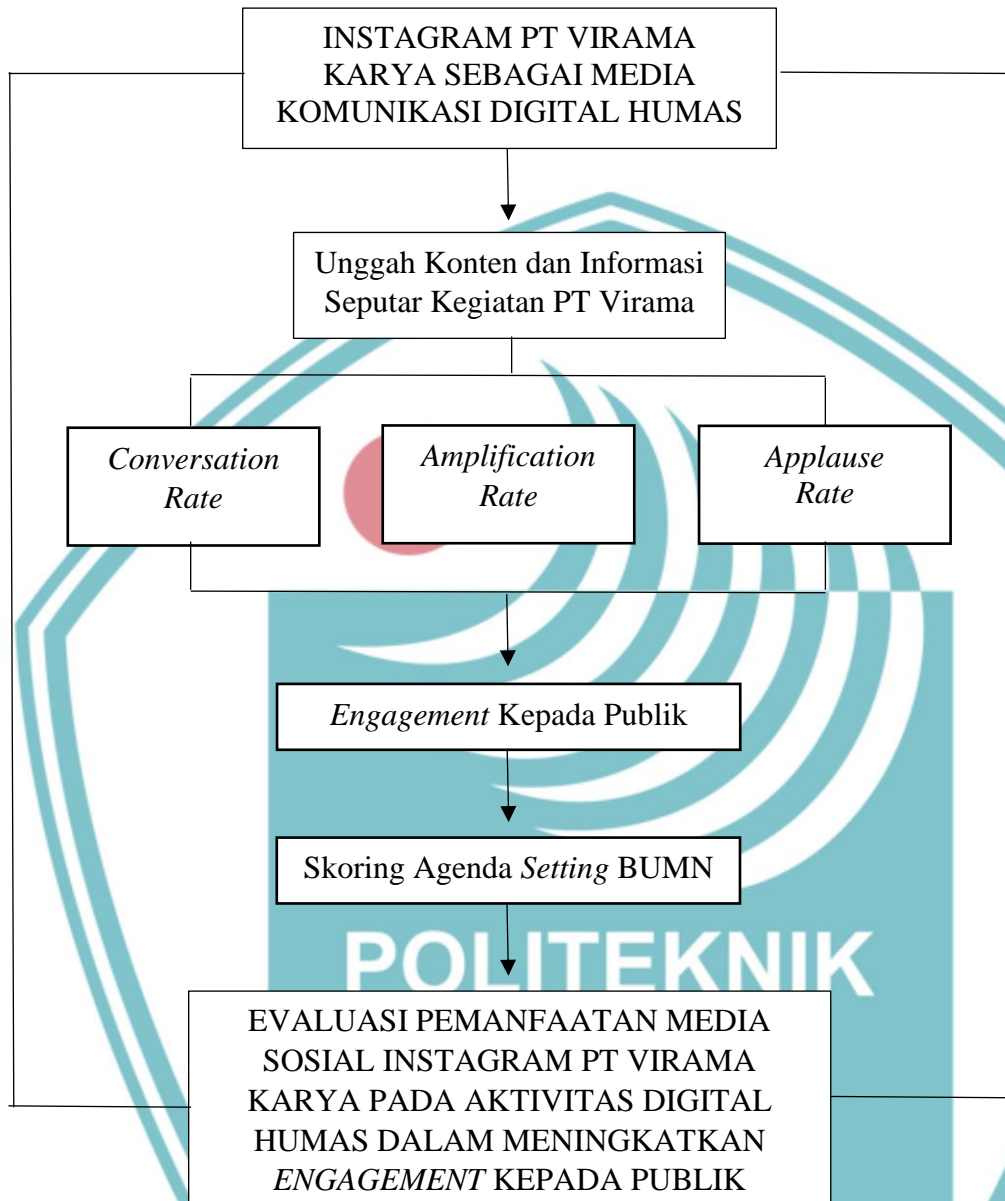 INSTAGRAM PT VIRAMA
KARYA SEBAGAI MEDIA
KOMUNIKASI DIGITAL HUMAS
Unggah Konten dan Informasi
Seputar Kegiatan PT Virama
Conversation
Rate
Amplification
Rate
Applause
Rate
Engagement Kepada Publik
Skoring Agenda Setting BUMN
POLITEKNIK
EVALUASI PEMANFAATAN MEDIA
SOSIAL INSTAGRAM PT VIRAMA
KARYA PADA AKTIVITAS DIGITAL
HUMAS DALAM MENINGKATKAN
ENGAGEMENT KEPADA PUBLIK